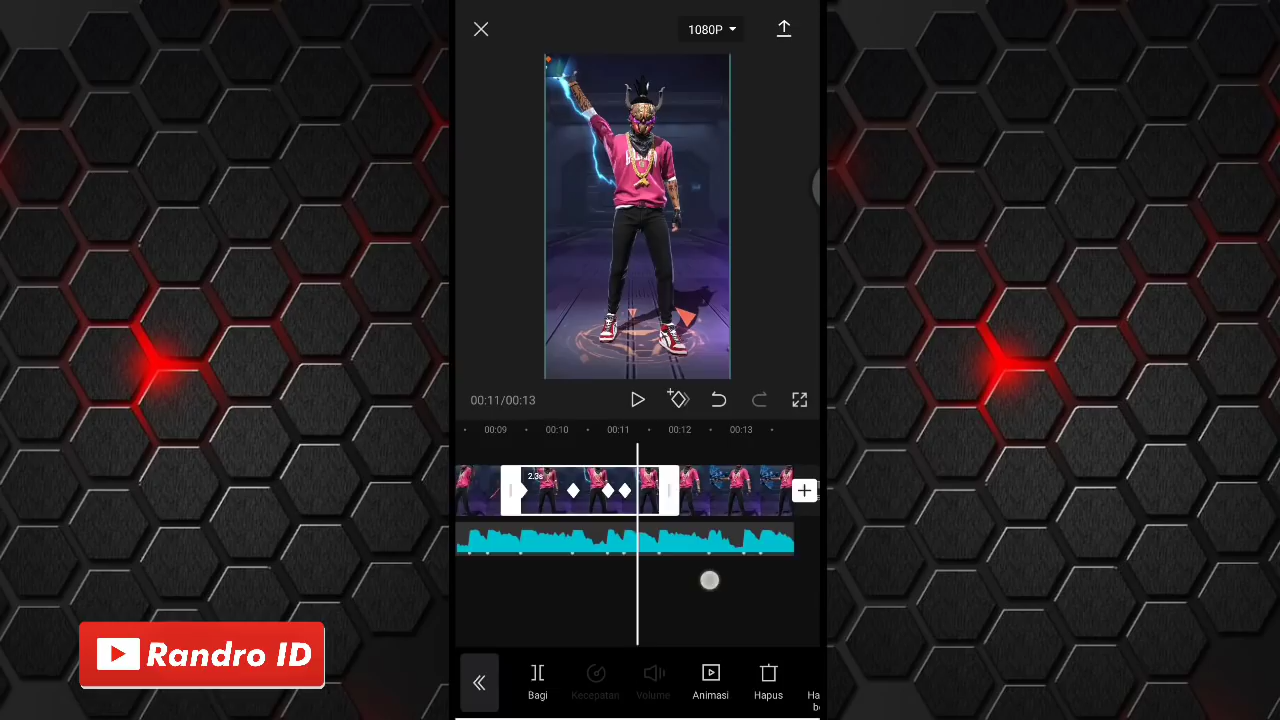 1080P
00:11/00:13
00:09
00:10
00:11
00:12
00:13
2.3s
Bagi
Kecepatan
Volume
Animasi
Hapus
Ha
b
Randro ID